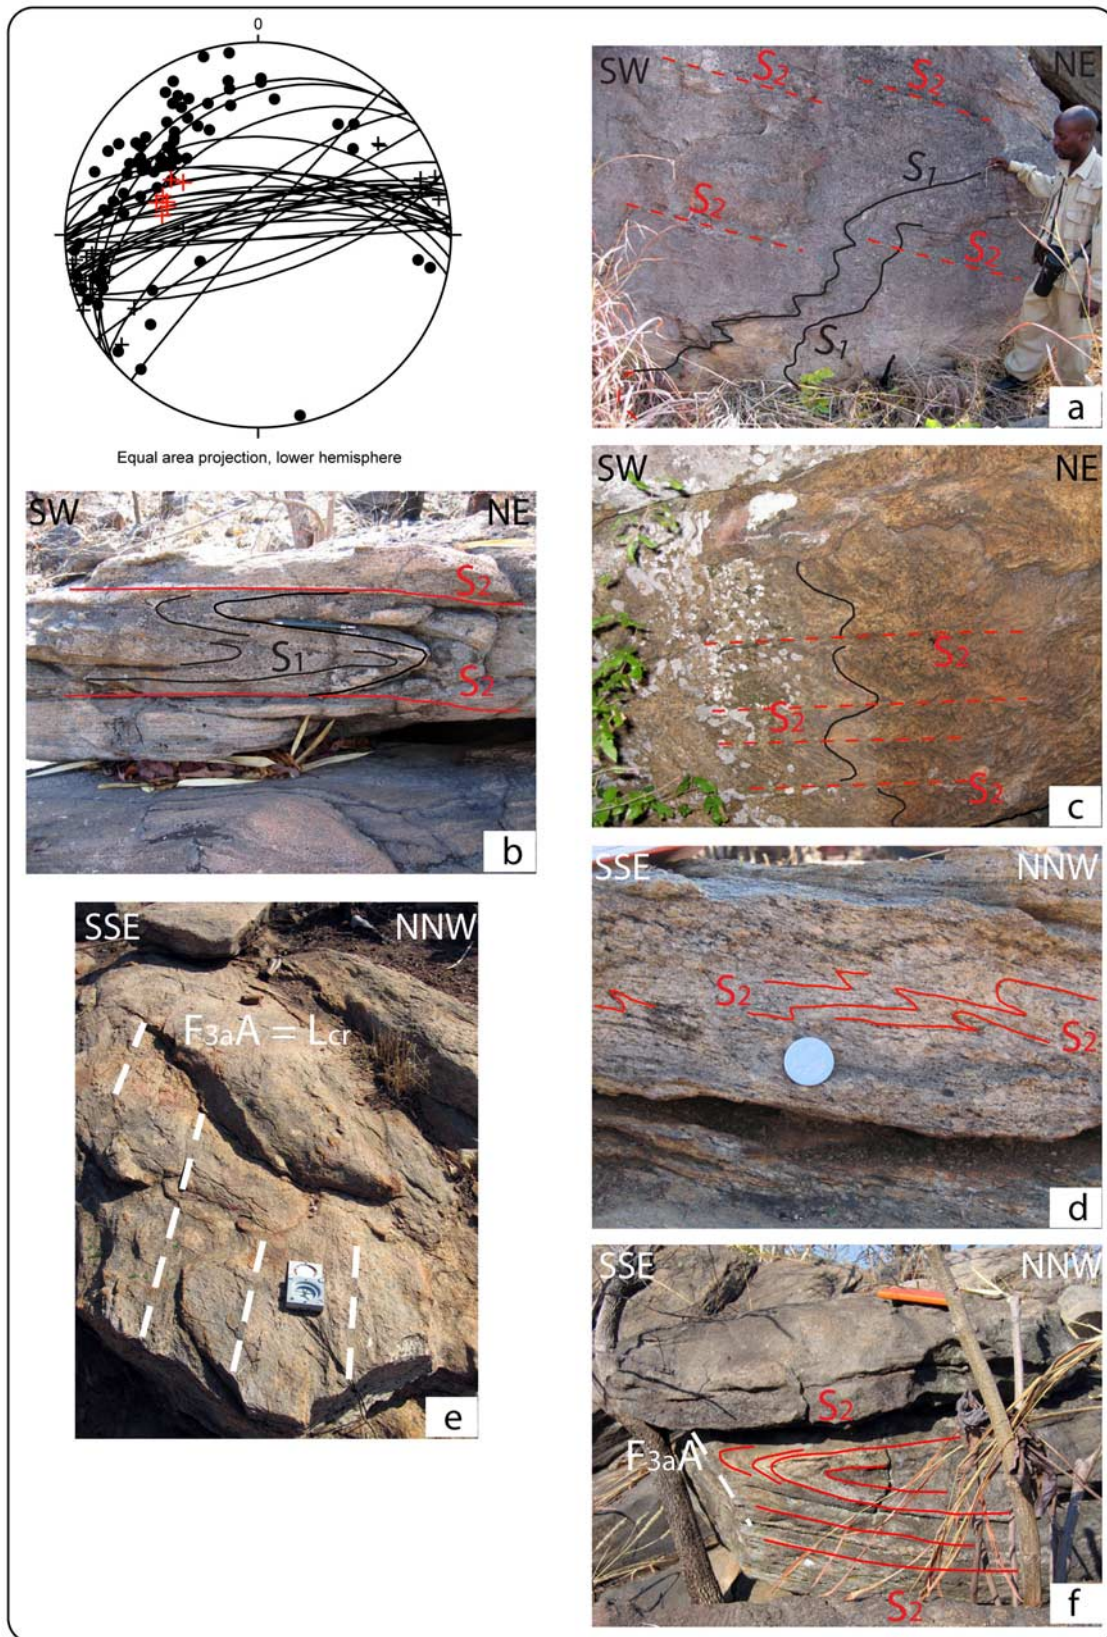 0
Equal area projection, lower hemisphere
SW NE
S2 S2
S1
S2
S2
S1
a
SW NE
S2
S1
S2
b
SW NE
S2
S2
S2
c
SSE NNW
S2
S2
d
SSE NNW
F3aA = Lcr
e
SSE NNW
S2
F3aA
S2
f